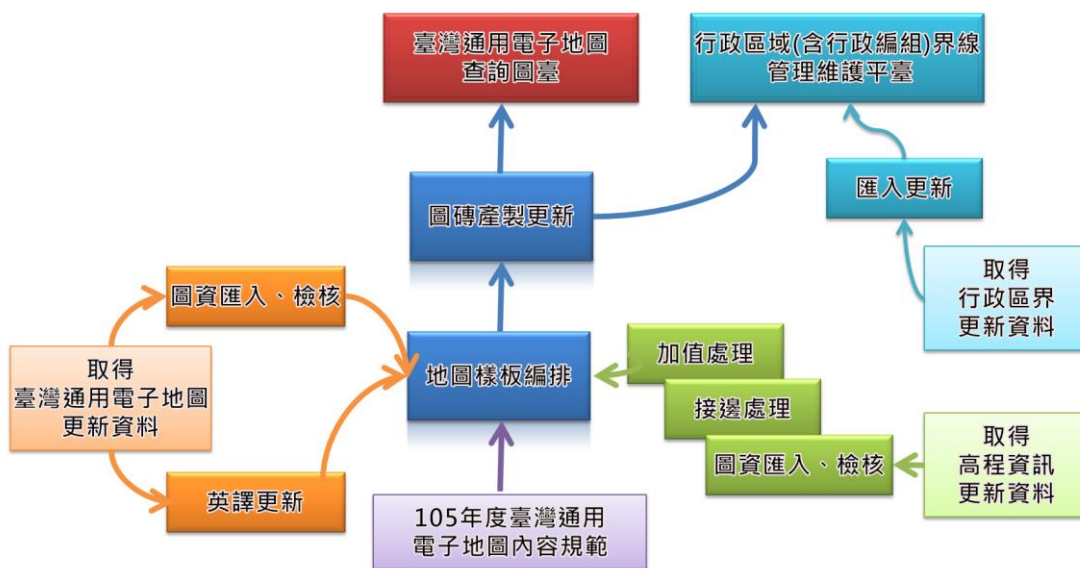 臺灣通用電子地圖
查詢圖臺
行政區域(含行政編組)界線
管理維護平臺
圖磚產製更新
匯入更新
取得
行政區界
更新資料
圖資匯入、檢核
取得
臺灣通用電子地圖
更新資料
地圖樣板編排
加值處理
接邊處理
圖資匯入、檢核
取得
高程資訊
更新資料
英譯更新
105年度臺灣通用
電子地圖內容規範